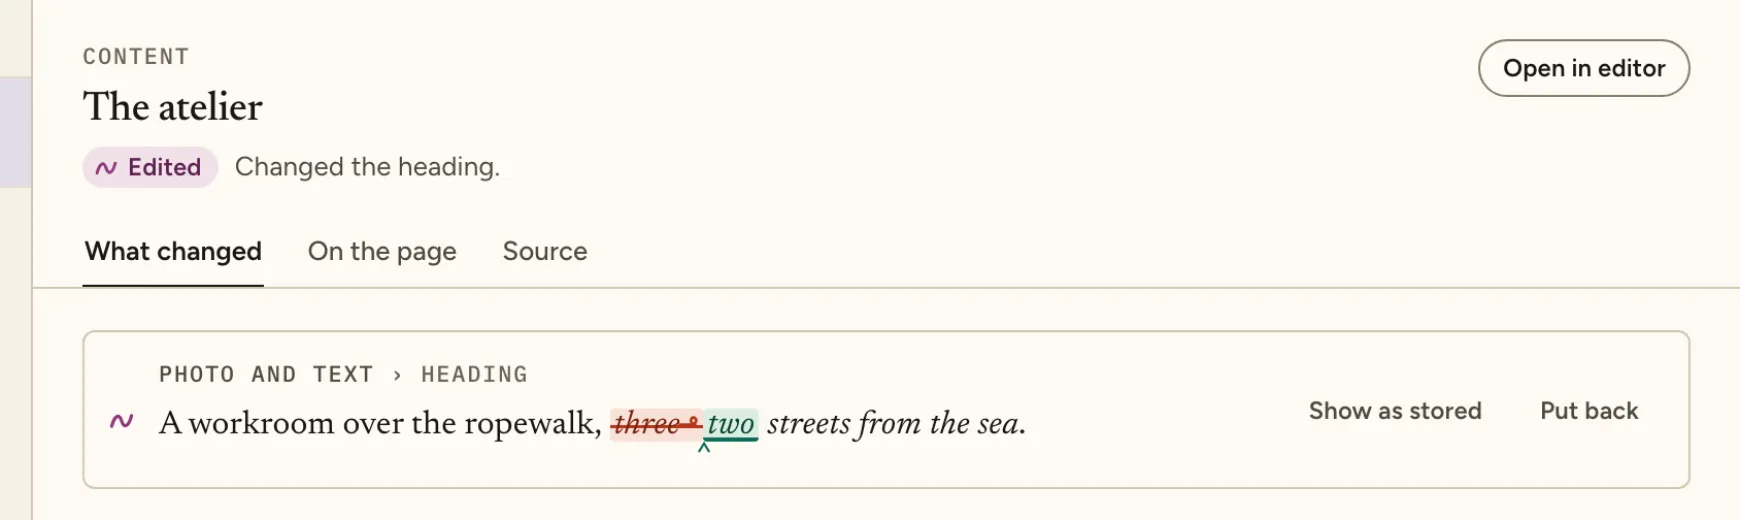 CONTENT
Open in editor
The atelier
Edited Changed the heading.
What changed On the page Source
PHOTO AND TEXT › HEADING
A workroom over the ropewalk, three two streets from the sea.
Show as stored Put back